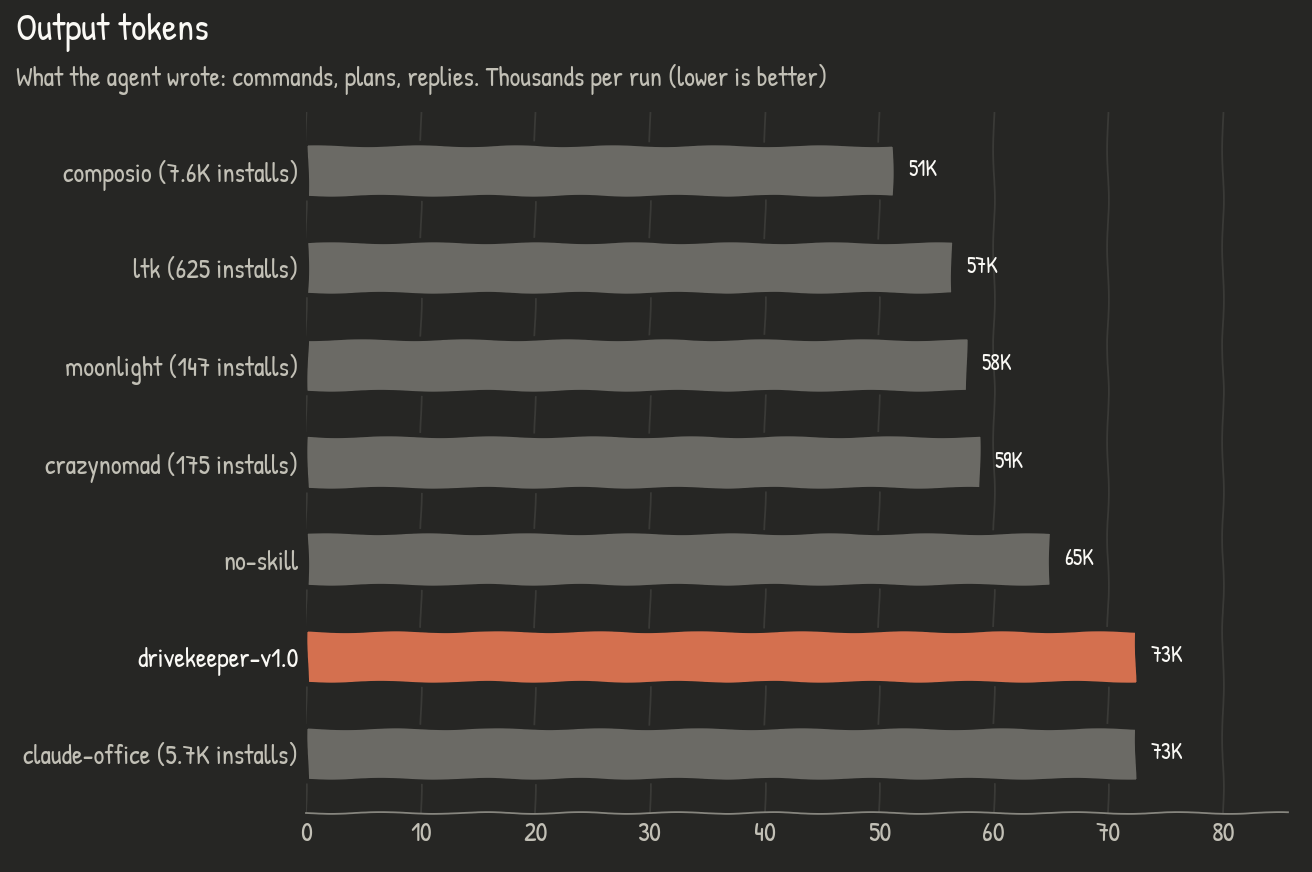 Output tokens
What the agent wrote: commands, plans, replies. Thousands per run (lower is better)
composio (7.6K installs) 51K
ltk (625 installs) 57K
moonlight (147 installs) 58K
crazynomad (175 installs) 59K
no-skill 65K
drivekeeper-v1.0 73K
claude-office (5.7K installs) 73K
0 10 20 30 40 50 60 70 80